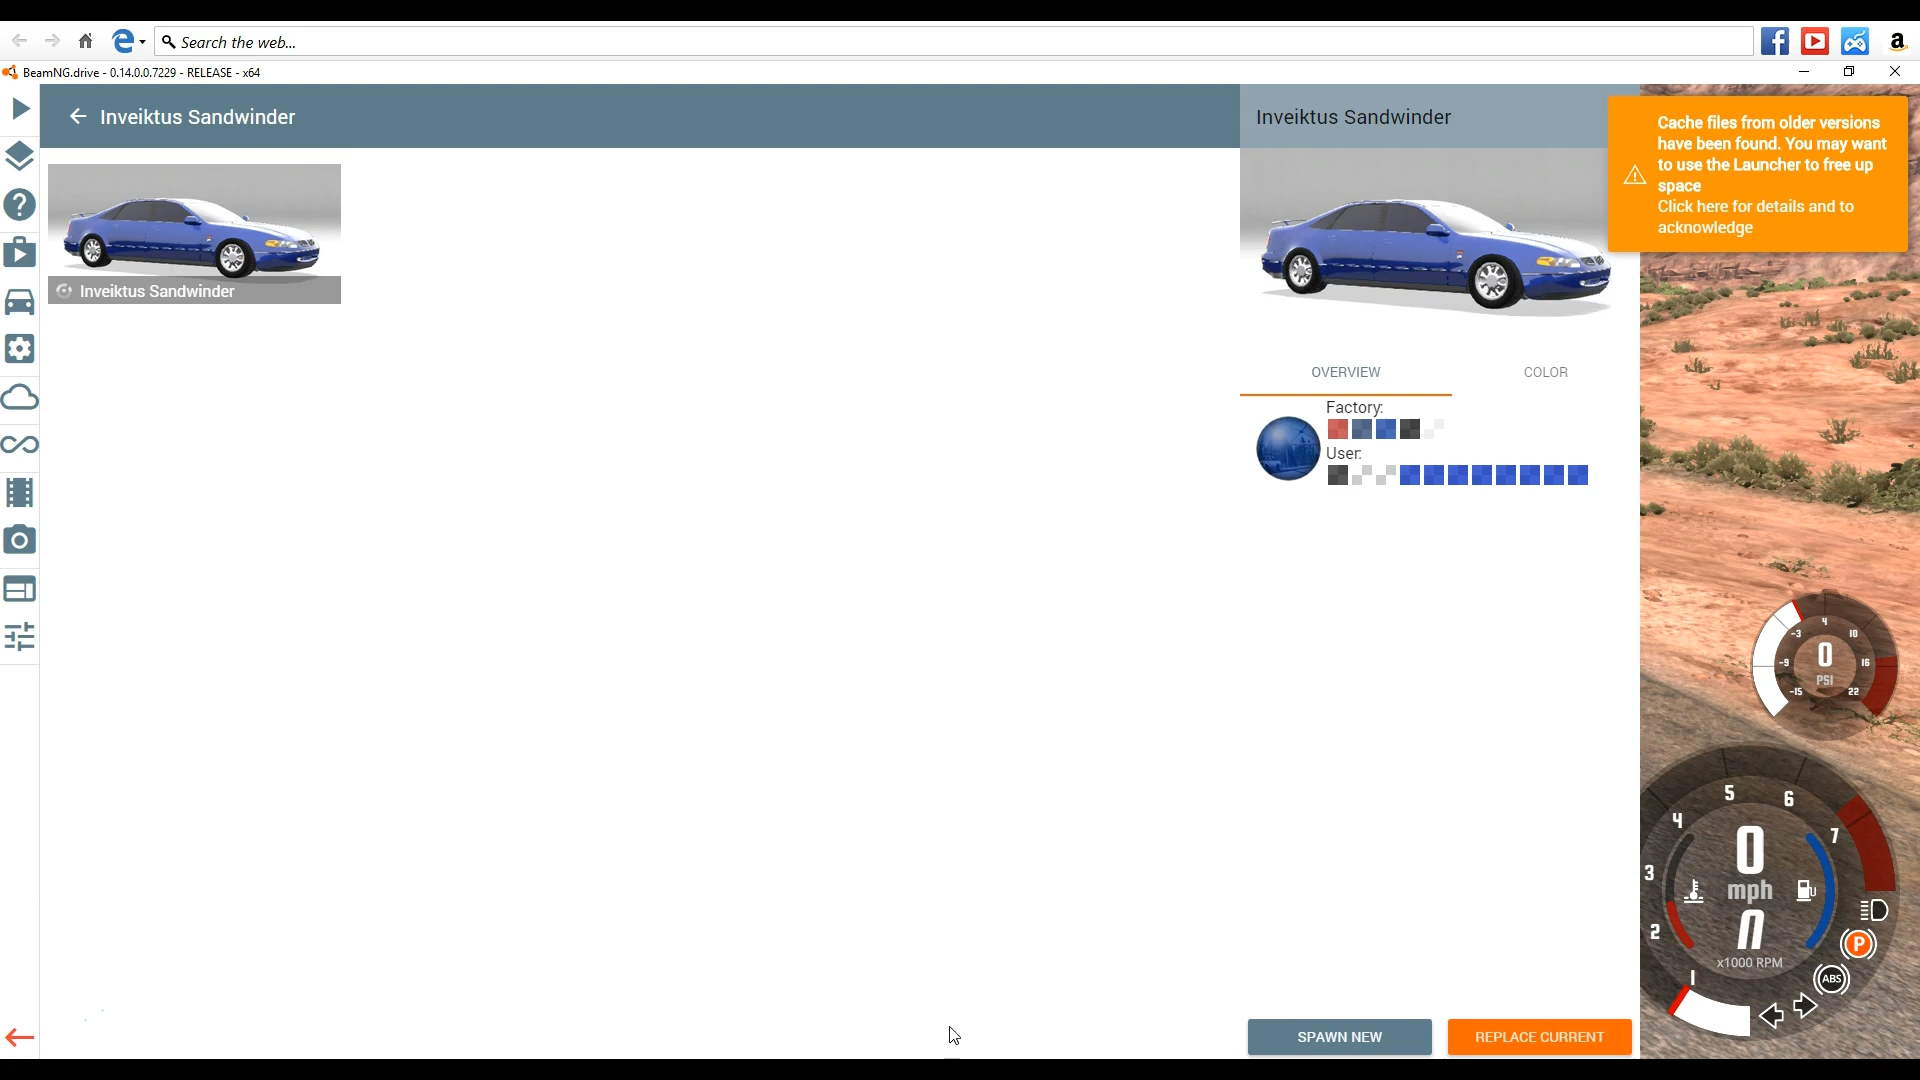 Search the web...
a
BeamNG.drive - 0.14.0.0.7229 - RELEASE - x64
Inveiktus Sandwinder
Inveiktus Sandwinder
Cache files from older versions
have been found. You may want
to use the Launcher to free up
space
Click here for details and to
acknowledge
Inveiktus Sandwinder
OVERVIEW
COLOR
Factory:
User:
-15
-9
-3
4
10
16
22
0
PSI
1
2
3
4
5
6
7
0
mph
n
x1000 RPM
P
ABS
SPAWN NEW
REPLACE CURRENT